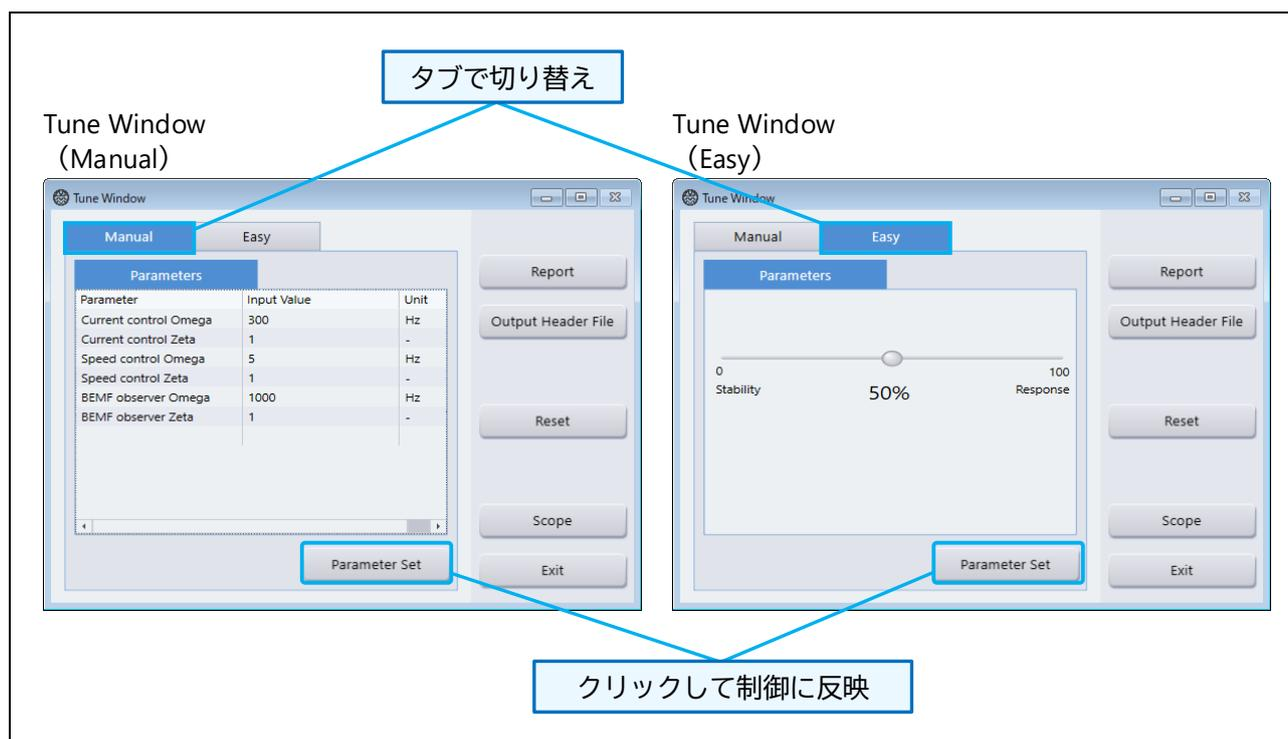 タブで切り替え
Tune Window
（Manual）
Tune Window
Manual Easy
Parameters
Parameter Input Value Unit
Current control Omega 300 Hz
Current control Zeta 1 -
Speed control Omega 5 Hz
Speed control Zeta 1 -
BEMF observer Omega 1000 Hz
BEMF observer Zeta 1 -
Parameter Set
Report
Output Header File
Reset
Scope
Exit
Tune Window
（Easy）
Tune Window
Manual Easy
Parameters
0 100
Stability 50% Response
Parameter Set
Report
Output Header File
Reset
Scope
Exit
クリックして制御に反映